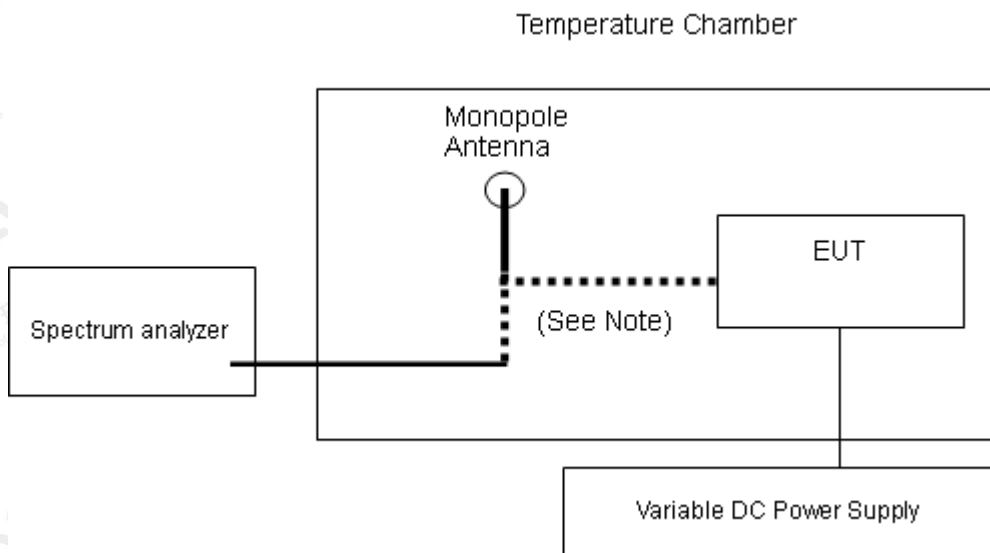 Temperature Chamber
Monopole
Antenna
EUT
(See Note)
Spectrum analyzer
Variable DC Power Supply